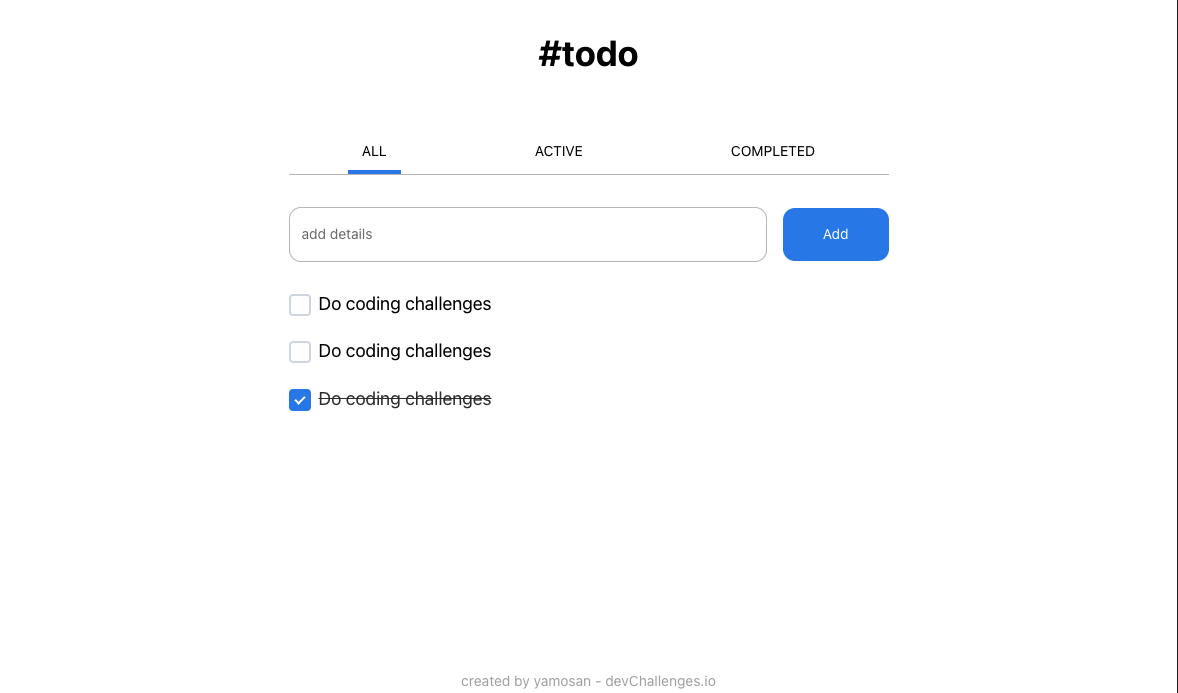 #todo
ALL ACTIVE COMPLETED
add details Add
Do coding challenges
Do coding challenges
Do coding challenges
created by yamosan - devChallenges.io